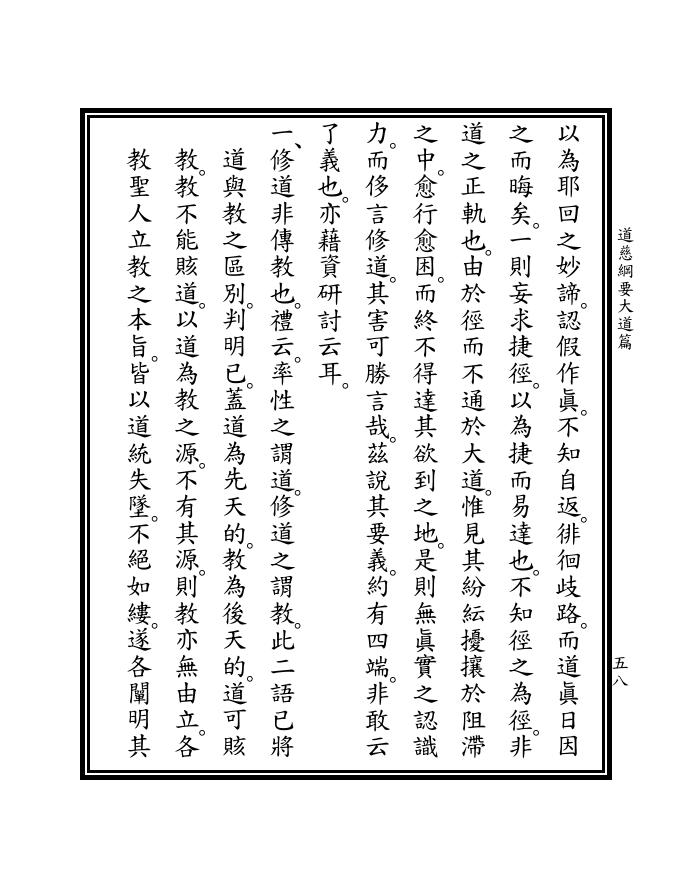 道慈綱要大道篇
五八
以為耶回之妙諦。認假作眞。不知自返。徘徊歧路。而道眞日因
之而晦矣。一則妄求捷徑。以為捷而易達也。不知徑之為徑。非
道之正軌也。由於徑而不通於大道。惟見其紛紜擾攘於阻滯
之中。愈行愈困。而終不得達其欲到之地。是則無眞實之認識
力。而侈言修道。其害可勝言哉。茲說其要義。約有四端。非敢云
了義也。亦藉資研討云耳。
一、修道非傳教也。禮云。率性之謂道。修道之謂教。此二語已將
道與教之區別。判明已。蓋道為先天的。教為後天的。道可賅
教。教不能賅道。以道為教之源。不有其源。則教亦無由立。各
教聖人立教之本旨。皆以道統失墜。不絕如縷。遂各闡明其